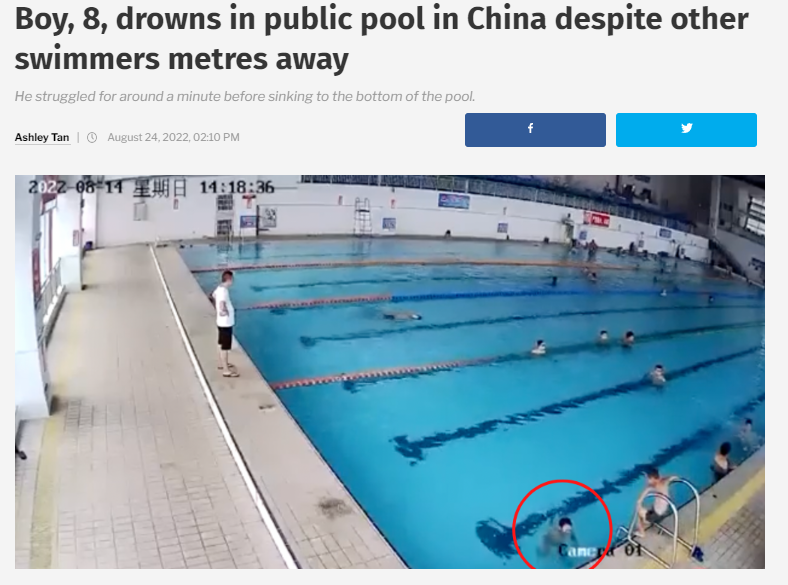 Boy, 8, drowns in public pool in China despite other
swimmers metres away
He struggled for around a minute before sinking to the bottom of the pool.
Ashley Tan | August 24, 2022, 02:10 PM
2022-08-14 星期日 14:18:36
Camera 01